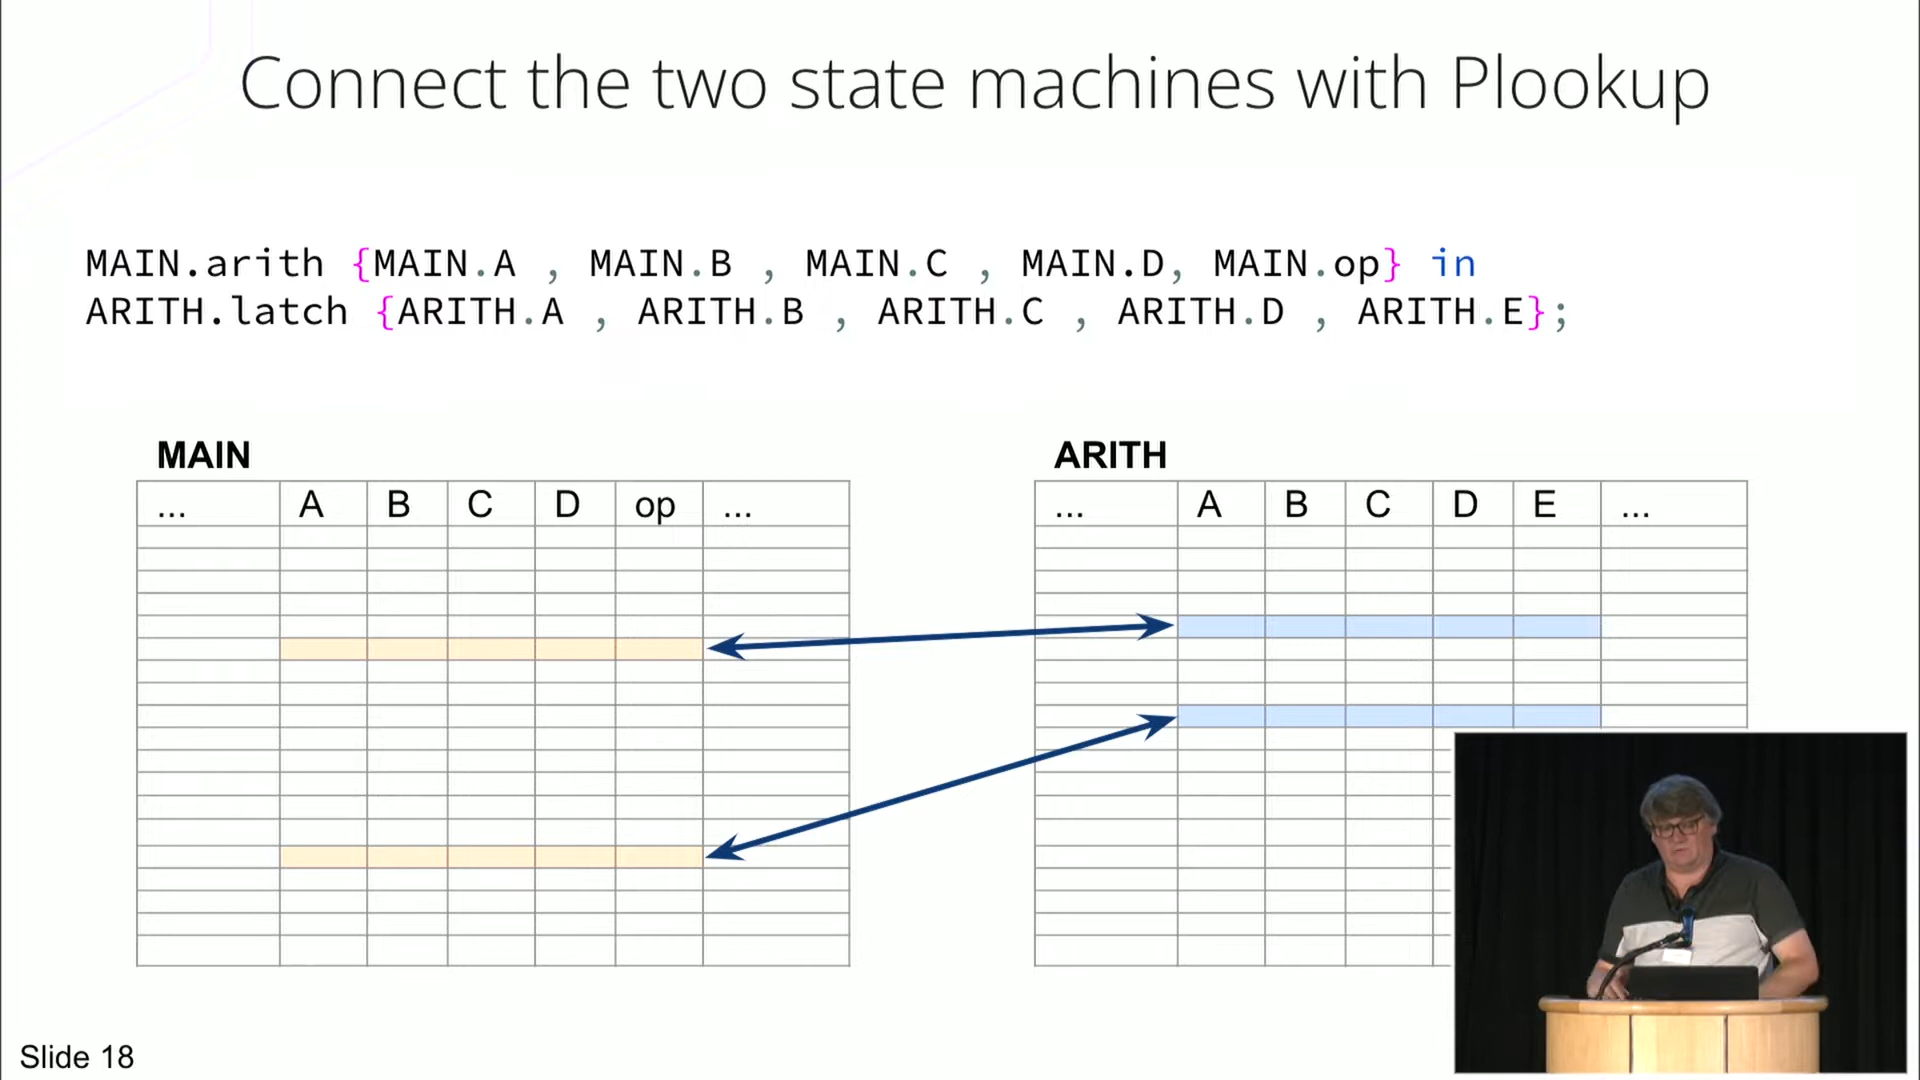 Connect the two state machines with Plookup
MAIN.arith {MAIN.A , MAIN.B , MAIN.C , MAIN.D, MAIN.op} in
ARITH.latch {ARITH.A , ARITH.B , ARITH.C , ARITH.D , ARITH.E};
MAIN
... A B C D op ...
ARITH
... A B C D E ...
Slide 18